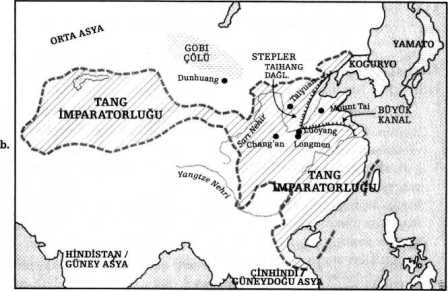 ORTA ASYA
GOBI
ÇÖLÜ
STEPLER
TAIHANG
DAĞL.
YAMATO
KOGURYO
Dunhuang
Taiyuan
Mount Tai
BÜYÜK
KANAL
TANG
İMPARATORLUĞU
Sarı Nehir
Luoyang
Chang'an
Longmen
b.
Yangtze Nehri
TANG
İMPARATORLUĞU
HİNDİSTAN /
GÜNEY ASYA
ÇİNHİNDİ /
GÜNEYDOĞU ASYA